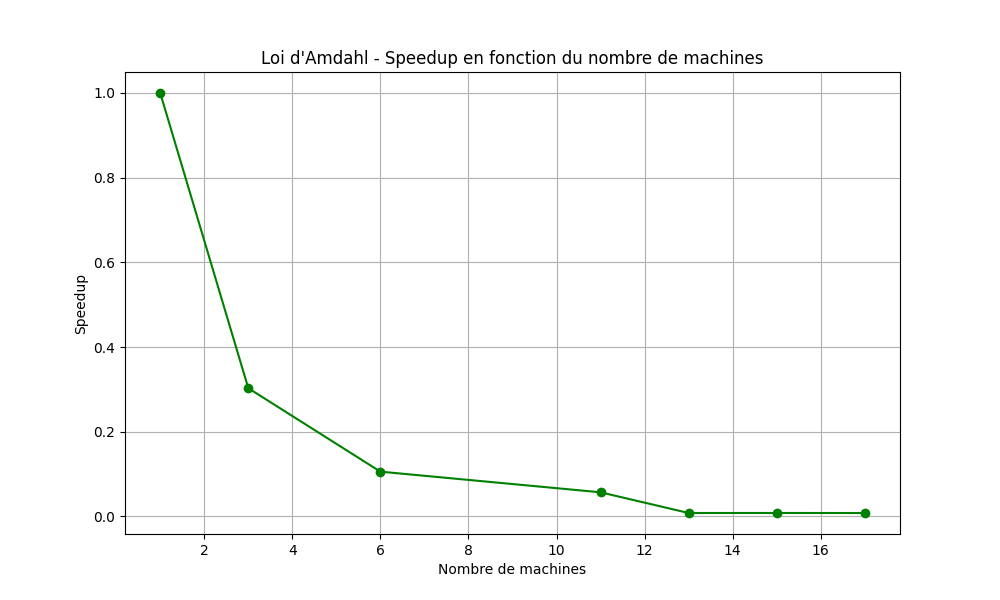 Loi d'Amdahl - Speedup en fonction du nombre de machines
1.0
0.8
0.6
0.4
0.2
0.0
Speedup
2 4 6 8 10 12 14 16
Nombre de machines